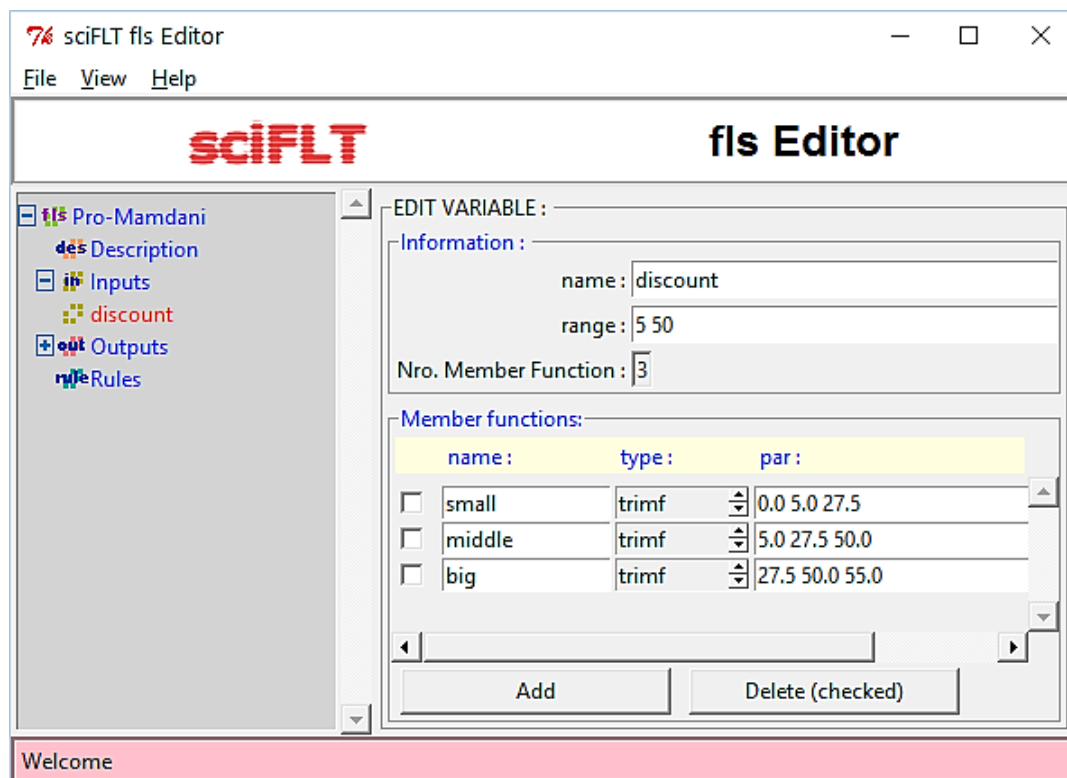 sciFLT fls Editor
File View Help
sciFLT fls Editor
fls Pro-Mamdani
des Description
in Inputs
discount
out Outputs
rule Rules
EDIT VARIABLE :
Information :
name : discount
range : 5 50
Nro. Member Function : 3
Member functions:
name : type : par :
small trimf 0.0 5.0 27.5
middle trimf 5.0 27.5 50.0
big trimf 27.5 50.0 55.0
Add Delete (checked)
Welcome